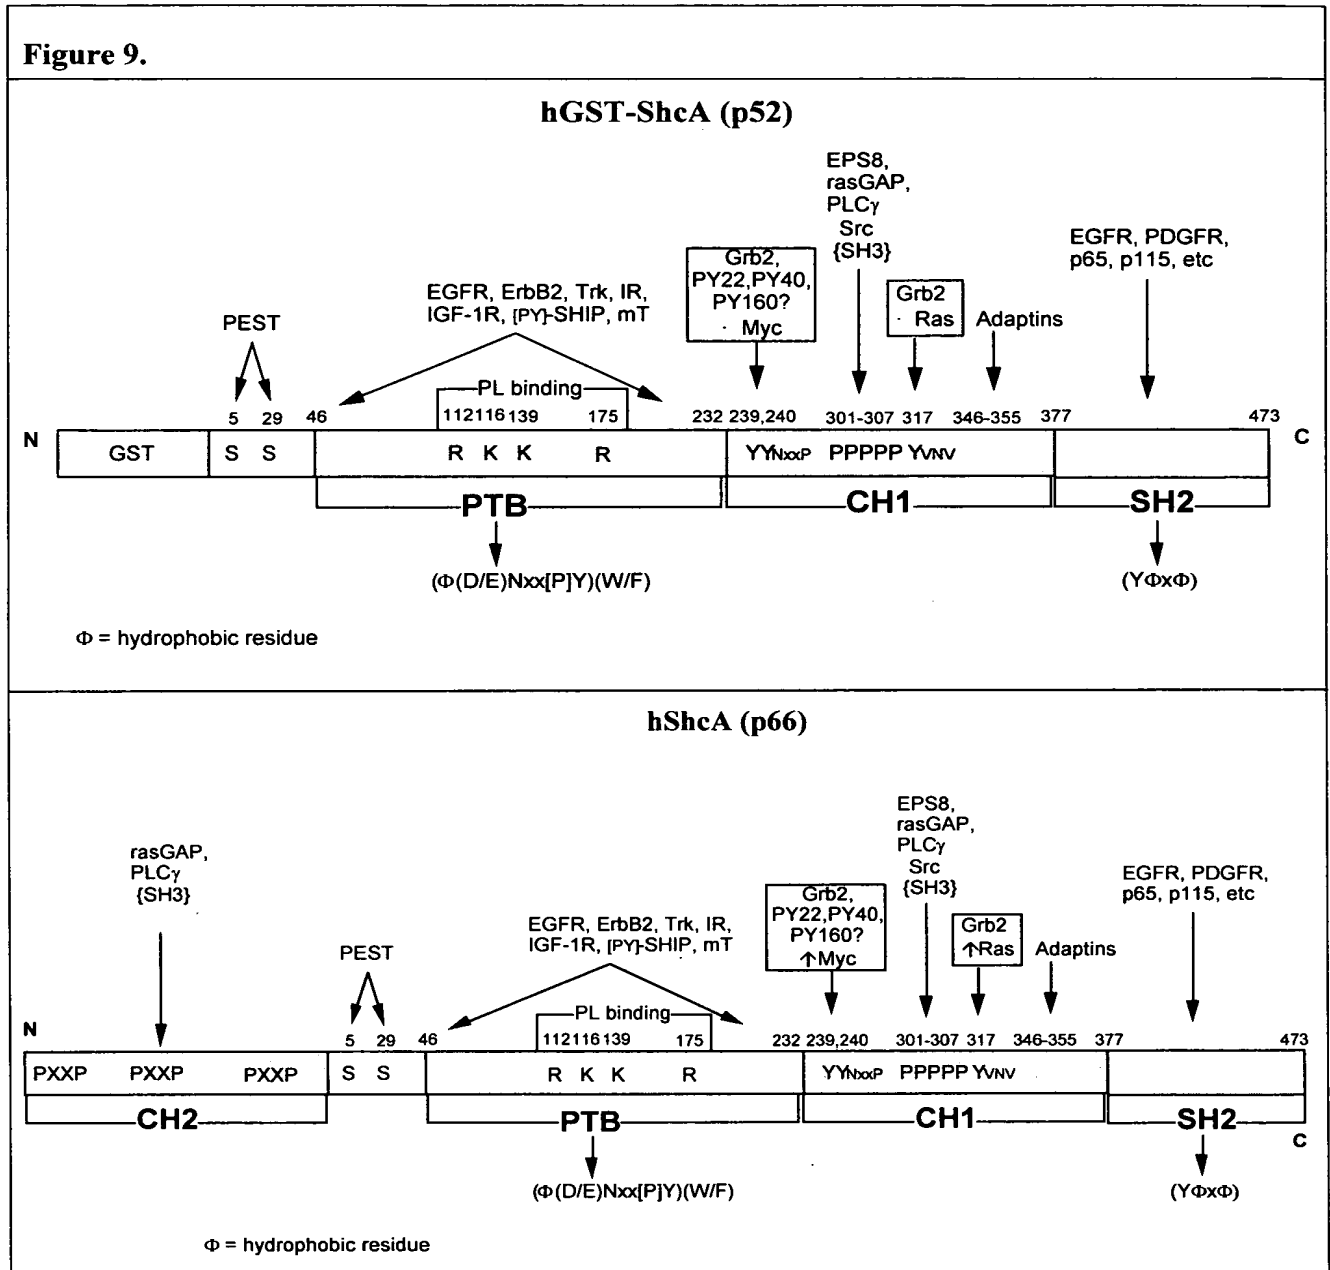 Figure 9.
hGST-ShcA (p52)
EPS8,
rasGAP,
PLCγ
Src
{SH3}
EGFR, PDGFR,
p65, p115, etc
Grb2,
PY22,PY40,
PY160?
Myc
Grb2
Ras
Adaptins
EGFR, ErbB2, Trk, IR,
IGF-1R, [PY]-SHIP, mT
PEST
PL binding
5 29 46 112 116 139 175 232 239,240 301-307 317 346-355 377 473
N C
GST S S R K K R YYNxxP PPPPP YVNV
PTB CH1 SH2
(Φ(D/E)Nxx[P]Y)(W/F) (YΦxΦ)
Φ = hydrophobic residue
hShcA (p66)
EPS8,
rasGAP,
PLCγ
Src
{SH3}
rasGAP,
PLCγ
{SH3}
EGFR, PDGFR,
p65, p115, etc
Grb2,
PY22,PY40,
PY160?
↑Myc
Grb2
↑Ras
Adaptins
EGFR, ErbB2, Trk, IR,
IGF-1R, [PY]-SHIP, mT
PEST
PL binding
N
5 29 46 112 116 139 175 232 239,240 301-307 317 346-355 377 473
PXXP PXXP PXXP S S R K K R YYNxxP PPPPP YVNV
CH2 PTB CH1 SH2
C
(Φ(D/E)Nxx[P]Y)(W/F) (YΦxΦ)
Φ = hydrophobic residue